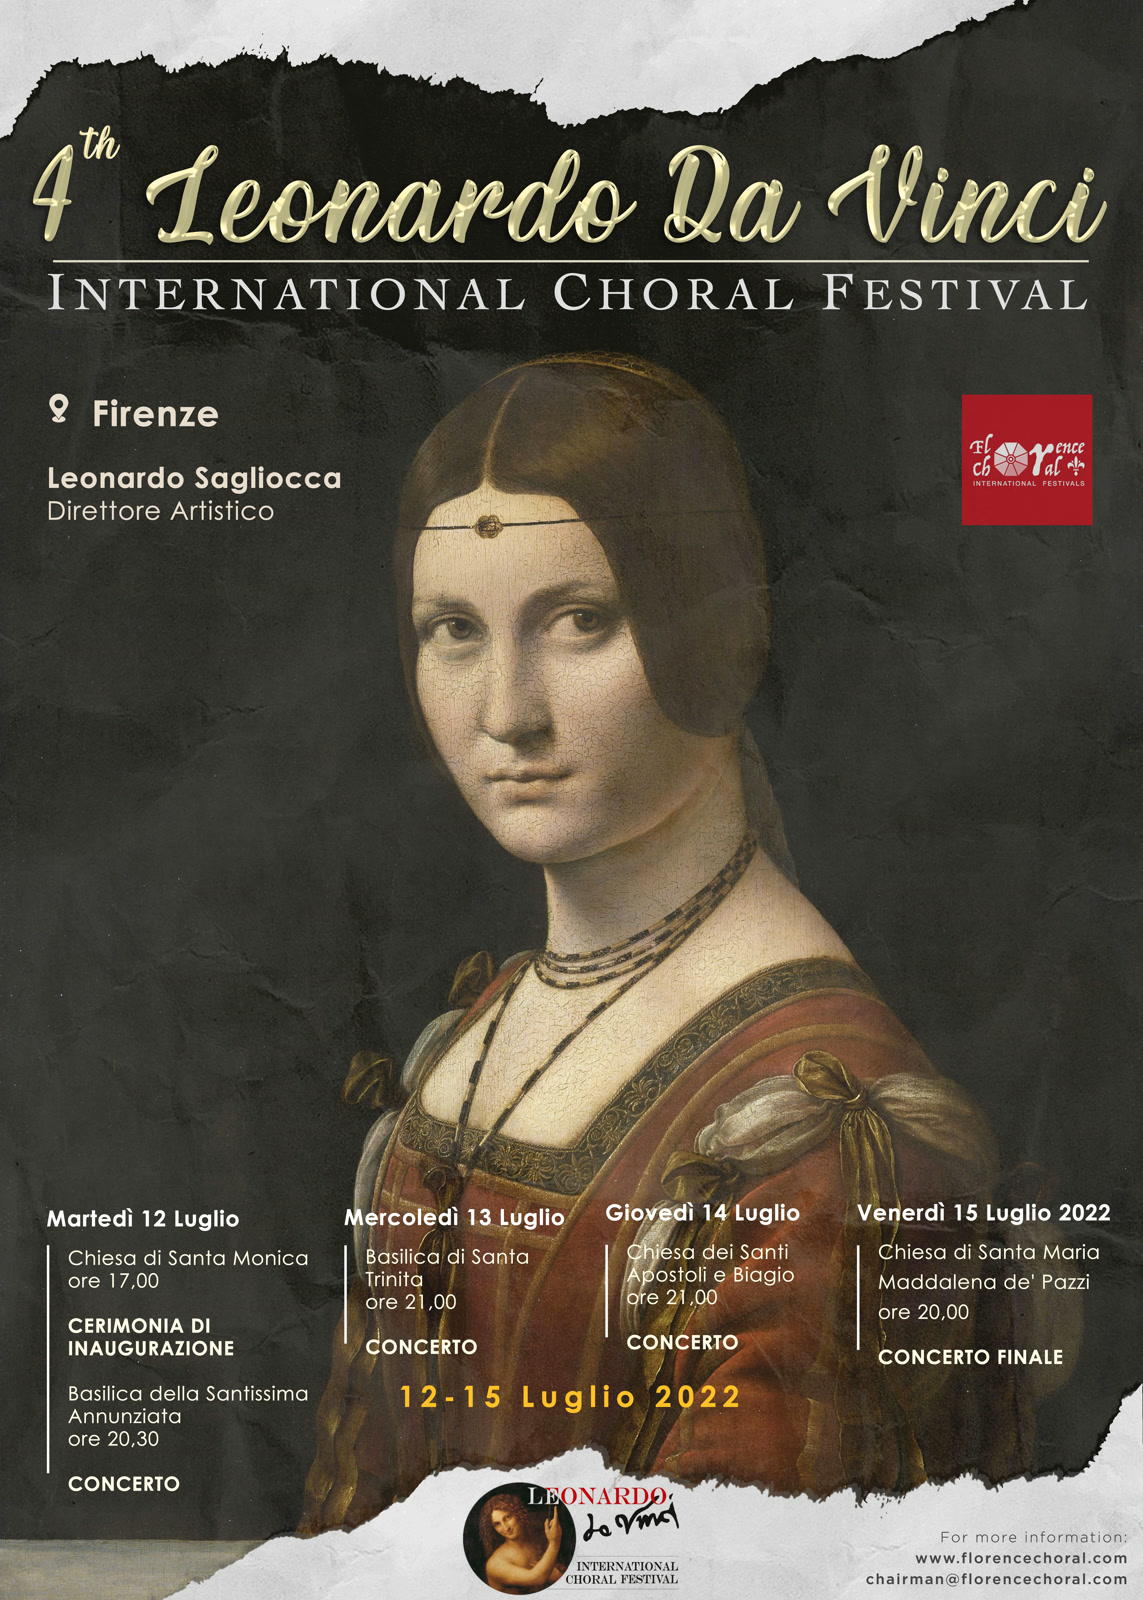 4th Leonardo Da Vinci
INTERNATIONAL CHORAL FESTIVAL
Firenze
Leonardo Sagliocca
Direttore Artistico
Florence
choral
INTERNATIONAL FESTIVALS
Martedì 12 Luglio
Chiesa di Santa Monica
ore 17,00
CERIMONIA DI
INAUGURAZIONE
Basilica della Santissima
Annunziata
ore 20,30
CONCERTO
Mercoledì 13 Luglio
Basilica di Santa
Trinita
ore 21,00
CONCERTO
Giovedì 14 Luglio
Chiesa dei Santi
Apostoli e Biagio
ore 21,00
CONCERTO
Venerdì 15 Luglio 2022
Chiesa di Santa Maria
Maddalena de' Pazzi
ore 20,00
CONCERTO FINALE
12-15 Luglio 2022
LEONARDO
da Vinci
INTERNATIONAL
CHORAL FESTIVAL
For more information:
www.florencechoral.com
chairman@florencechoral.com